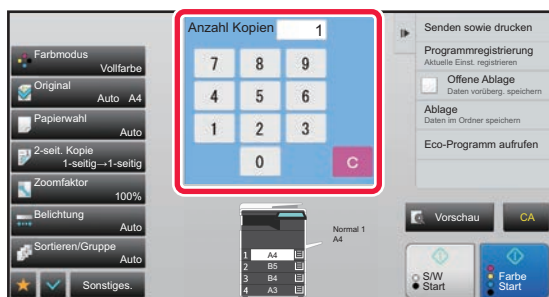 Farbmodus
Vollfarbe
Original
Auto A4
Papierwahl
Auto
2-seit. Kopie
1-seitig→1-seitig
Zoomfaktor
100%
Belichtung
Auto
Sortieren/Gruppe
Auto
Sonstiges.
Anzahl Kopien 1
7 8 9
4 5 6
1 2 3
0 C
Normal 1
A4
1 A4
2 B5
3 B4
4 A3
Senden sowie drucken
Programmregistrierung
Aktuelle Einst. registrieren
Offene Ablage
Daten vorüberg. speichern
Ablage
Daten im Ordner speichern
Eco-Programm aufrufen
Vorschau CA
S/W
Start
Farbe
Start